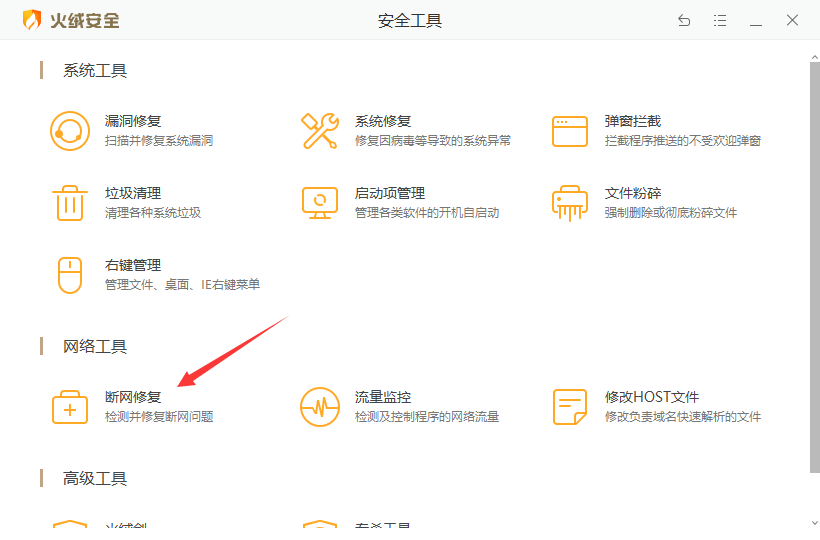 火绒安全
安全工具
系统工具
漏洞修复
扫描并修复系统漏洞
系统修复
修复因病毒等导致的系统异常
弹窗拦截
拦截程序推送的不受欢迎弹窗
垃圾清理
清理各种系统垃圾
启动项管理
管理各类软件的开机自启动
文件粉碎
强制删除或彻底粉碎文件
右键管理
管理文件、桌面、IE右键菜单
网络工具
断网修复
检测并修复断网问题
流量监控
检测及控制程序的网络流量
修改HOST文件
修改负责域名快速解析的文件
高级工具
火绒剑
专杀工具